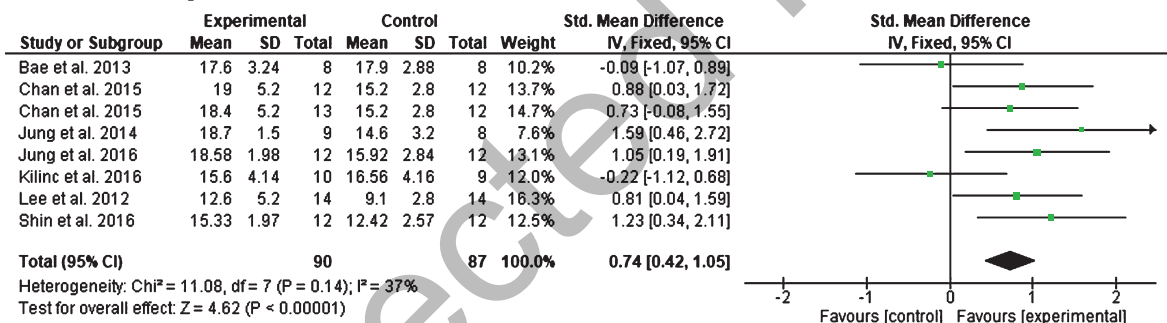 Experimental Control Std. Mean Difference Std. Mean Difference
Study or Subgroup Mean SD Total Mean SD Total Weight IV, Fixed, 95% CI IV, Fixed, 95% CI
Bae et al. 2013 17.6 3.24 8 17.9 2.88 8 10.2% -0.09 [-1.07, 0.89]
Chan et al. 2015 19 5.2 12 15.2 2.8 12 13.7% 0.88 [0.03, 1.72]
Chan et al. 2015 18.4 5.2 13 15.2 2.8 12 14.7% 0.73 [-0.08, 1.55]
Jung et al. 2014 18.7 1.5 9 14.6 3.2 8 7.6% 1.59 [0.46, 2.72]
Jung et al. 2016 18.58 1.98 12 15.92 2.84 12 13.1% 1.05 [0.19, 1.91]
Kilinc et al. 2016 15.6 4.14 10 16.56 4.16 9 12.0% -0.22 [-1.12, 0.68]
Lee et al. 2012 12.6 5.2 14 9.1 2.8 14 16.3% 0.81 [0.04, 1.59]
Shin et al. 2016 15.33 1.97 12 12.42 2.57 12 12.5% 1.23 [0.34, 2.11]
Total (95% CI) 90 87 100.0% 0.74 [0.42, 1.05]
Heterogeneity: Chi² = 11.08, df = 7 (P = 0.14); I² = 37%
Test for overall effect: Z = 4.62 (P < 0.00001)
-2 -1 0 1 2
Favours [control] Favours [experimental]
ected